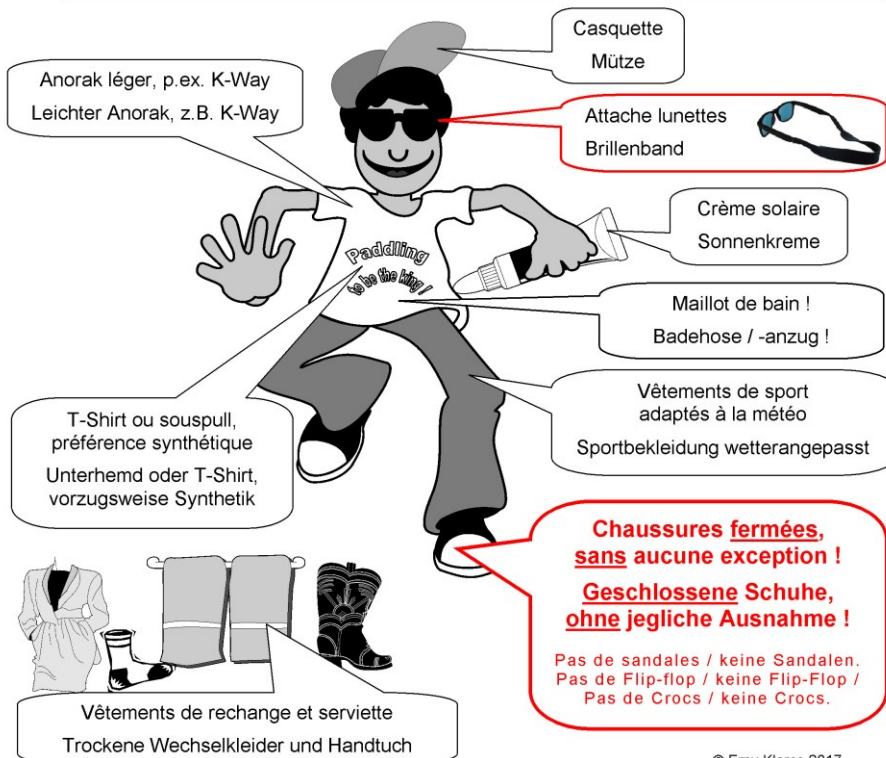 Casquette
Mütze
Anorak léger, p.ex. K-Way
Leichter Anorak, z.B. K-Way
Attache lunettes
Brillenband
Crème solaire
Sonnenkreme
Paddling
to be the king !
Maillot de bain !
Badehose / -anzug !
Vêtements de sport
adaptés à la météo
Sportbekleidung wetterangepasst
T-Shirt ou souspull,
préférence synthétique
Unterhemd oder T-Shirt,
vorzugsweise Synthetik
Chaussures fermées,
sans aucune exception !
Geschlossene Schuhe,
ohne jegliche Ausnahme !
Pas de sandales / keine Sandalen.
Pas de Flip-flop / keine Flip-Flop /
Pas de Crocs / keine Crocs.
Vêtements de rechange et serviette
Trockene Wechselkleider und Handtuch